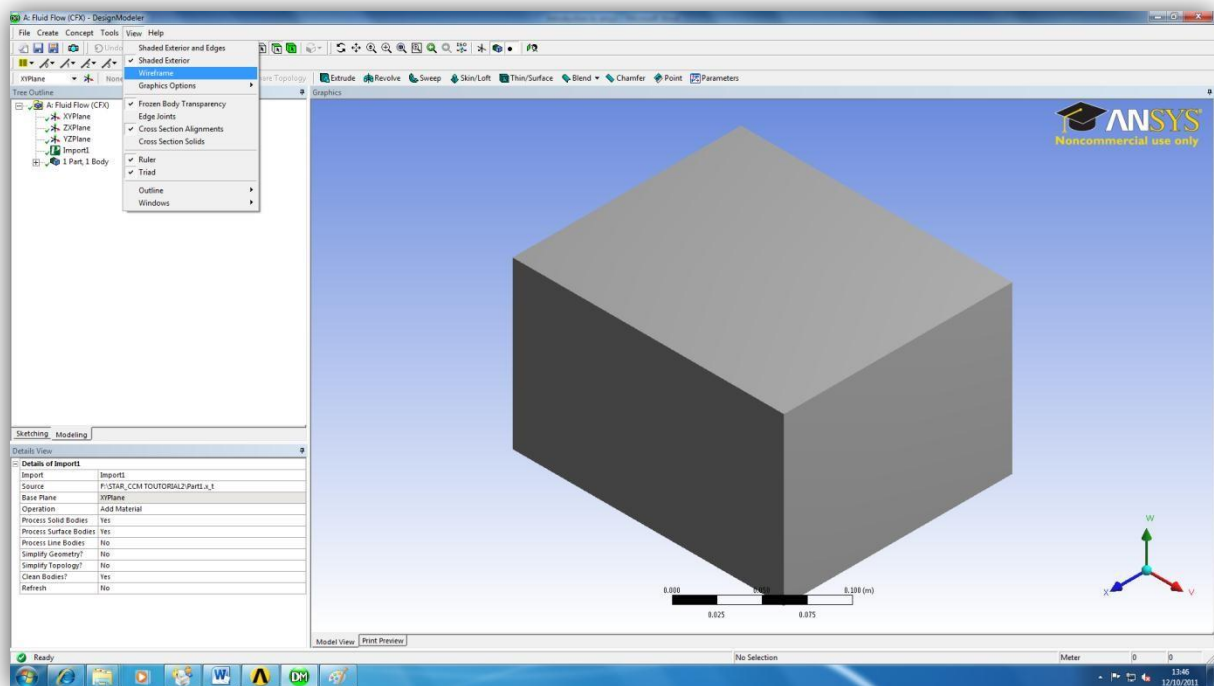 A: Fluid Flow (CFX) - DesignModeler
File Create Concept Tools View Help
Undo
Shaded Exterior and Edges
Shaded Exterior
Wireframe
Graphics Options
Frozen Body Transparency
Edge Joints
Cross Section Alignments
Cross Section Solids
Ruler
Triad
Outline
Windows
XYPlane None Topology Extrude Revolve Sweep Skin/Loft Thin/Surface Blend Chamfer Point Parameters
Tree Outline
A: Fluid Flow (CFX)
XYPlane
ZXPlane
YZPlane
Import1
1 Part, 1 Body
Graphics
ANSYS
Noncommercial use only
Sketching Modeling
Details View
Details of Import1
Import Import1
Source F:\STAR_CCM TOUTORIAL2\Part1.x_t
Base Plane XYPlane
Operation Add Material
Process Solid Bodies Yes
Process Surface Bodies Yes
Process Line Bodies No
Simplify Geometry? No
Simplify Topology? No
Clean Bodies? Yes
Refresh No
W
X
V
0.000 0.050 0.100 (m)
0.025 0.075
Model View Print Preview
Ready No Selection Meter 0 0
W DM
13:46
12/10/2011